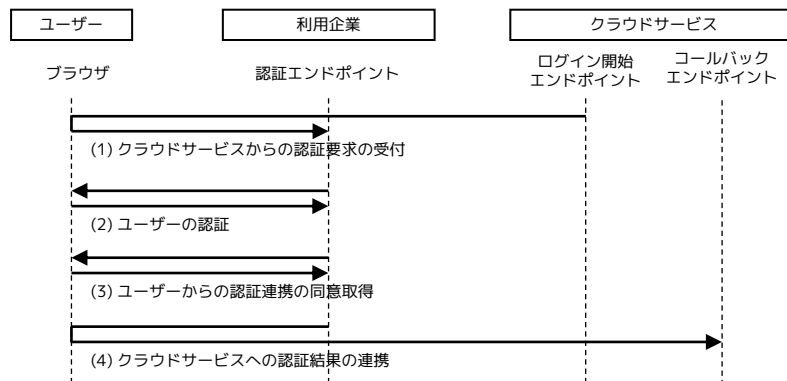 ユーザー
利用企業
クラウドサービス
ブラウザ
認証エンドポイント
ログイン開始
エンドポイント
コールバック
エンドポイント
(1) クラウドサービスからの認証要求の受付
(2) ユーザーの認証
(3) ユーザーからの認証連携の同意取得
(4) クラウドサービスへの認証結果の連携